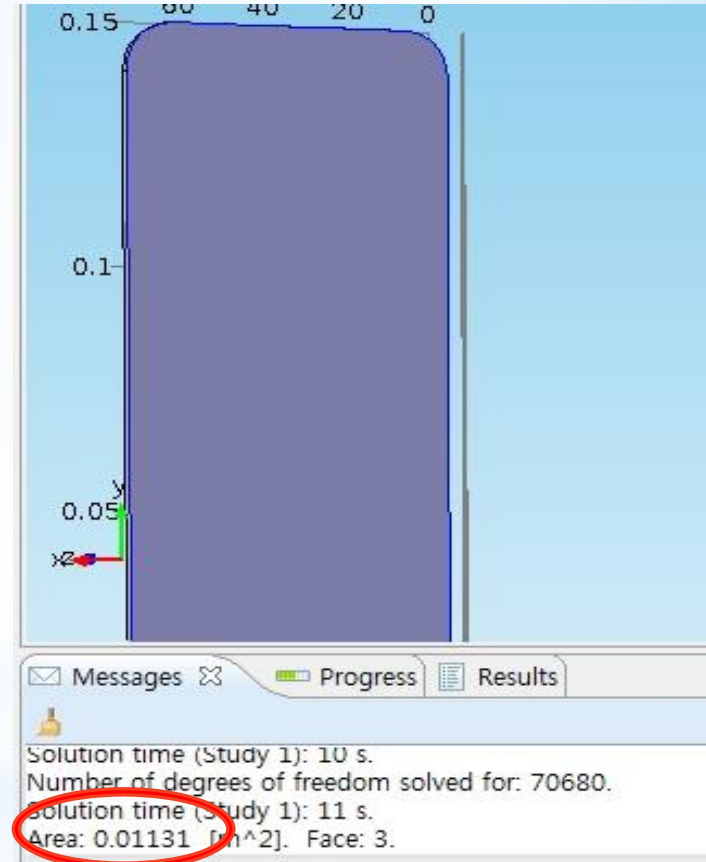 60 40 20 0
0.15
0.1
0.05
y
x z
Messages Progress Results
Solution time (Study 1): 10 s.
Number of degrees of freedom solved for: 70680.
Solution time (Study 1): 11 s.
Area: 0.01131 [m^2]. Face: 3.